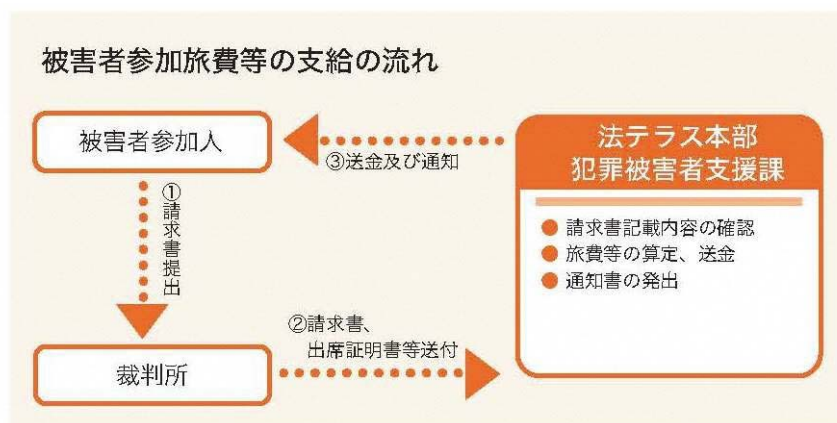 被害者参加旅費等の支給の流れ
被害者参加人
①請求書提出
裁判所
②請求書、
出席証明書等送付
③送金及び通知
法テラス本部
犯罪被害者支援課
● 請求書記載内容の確認
● 旅費等の算定、送金
● 通知書の発出